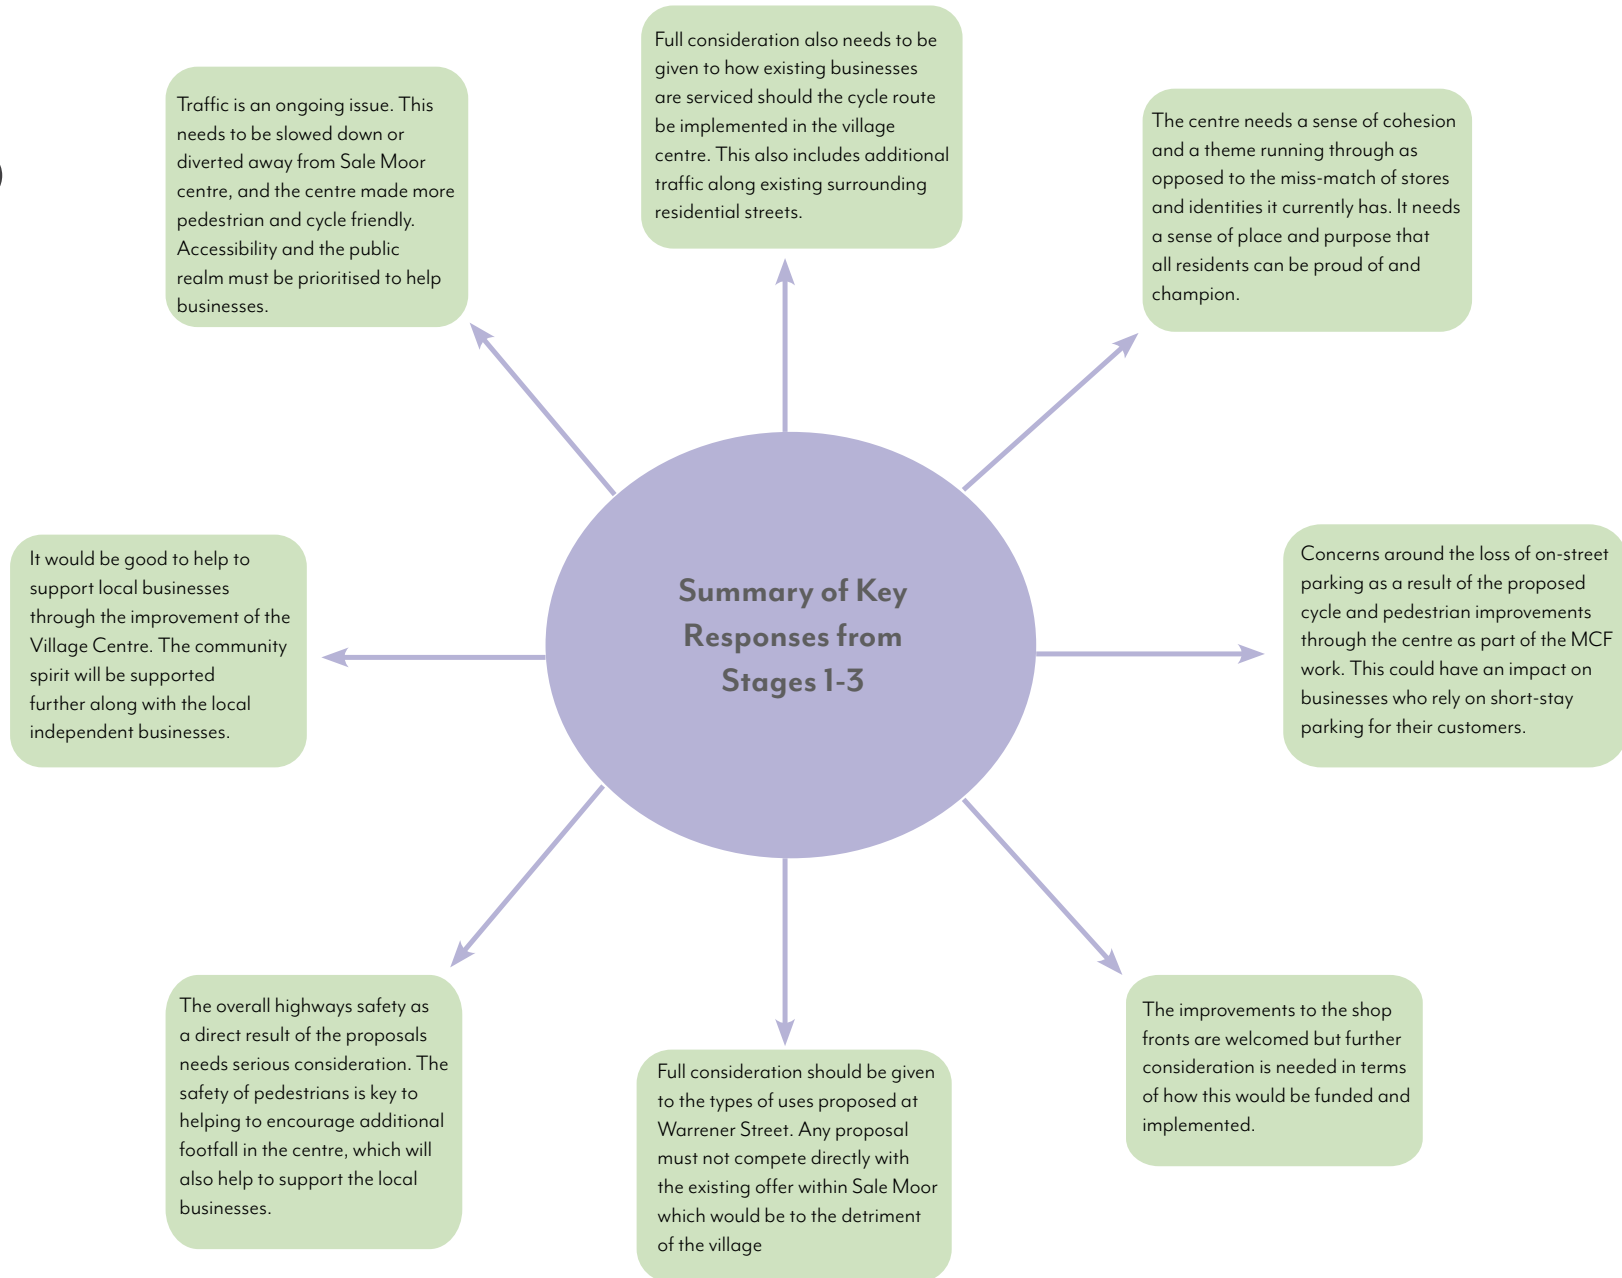 Full consideration also needs to be
given to how existing businesses
are serviced should the cycle route
be implemented in the village
centre. This also includes additional
traffic along existing surrounding
residential streets.
Traffic is an ongoing issue. This
needs to be slowed down or
diverted away from Sale Moor
centre, and the centre made more
pedestrian and cycle friendly.
Accessibility and the public
realm must be prioritised to help
businesses.
The centre needs a sense of cohesion
and a theme running through as
opposed to the miss-match of stores
and identities it currently has. It needs
a sense of place and purpose that
all residents can be proud of and
champion.
It would be good to help to
support local businesses
through the improvement of the
Village Centre. The community
spirit will be supported
further along with the local
independent businesses.
Summary of Key
Responses from
Stages 1-3
Concerns around the loss of on-street
parking as a result of the proposed
cycle and pedestrian improvements
through the centre as part of the MCF
work. This could have an impact on
businesses who rely on short-stay
parking for their customers.
The overall highways safety as
a direct result of the proposals
needs serious consideration. The
safety of pedestrians is key to
helping to encourage additional
footfall in the centre, which will
also help to support the local
businesses.
Full consideration should be given
to the types of uses proposed at
Warrener Street. Any proposal
must not compete directly with
the existing offer within Sale Moor
which would be to the detriment
of the village
The improvements to the shop
fronts are welcomed but further
consideration is needed in terms
of how this would be funded and
implemented.